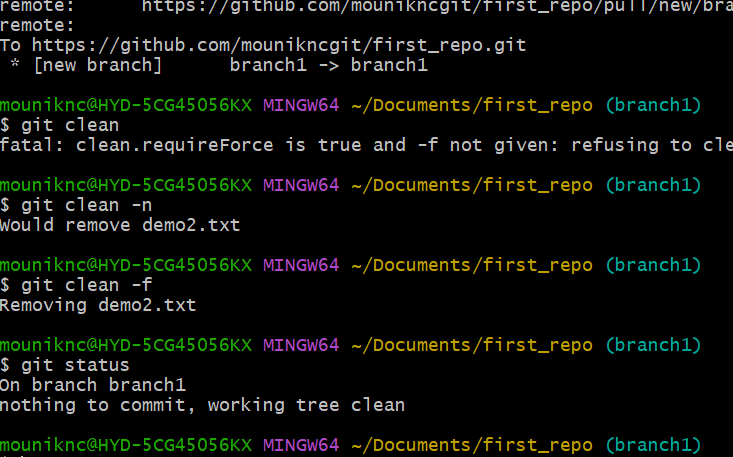 remote:      https://github.com/mounikncgit/first_repo/pull/new/bra
remote:
To https://github.com/mounikncgit/first_repo.git
 * [new branch]      branch1 -> branch1
mouniknc@HYD-5CG45056KX MINGW64 ~/Documents/first_repo (branch1)
$ git clean
fatal: clean.requireForce is true and -f not given: refusing to cle
mouniknc@HYD-5CG45056KX MINGW64 ~/Documents/first_repo (branch1)
$ git clean -n
Would remove demo2.txt
mouniknc@HYD-5CG45056KX MINGW64 ~/Documents/first_repo (branch1)
$ git clean -f
Removing demo2.txt
mouniknc@HYD-5CG45056KX MINGW64 ~/Documents/first_repo (branch1)
$ git status
On branch branch1
nothing to commit, working tree clean
mouniknc@HYD-5CG45056KX MINGW64 ~/Documents/first_repo (branch1)